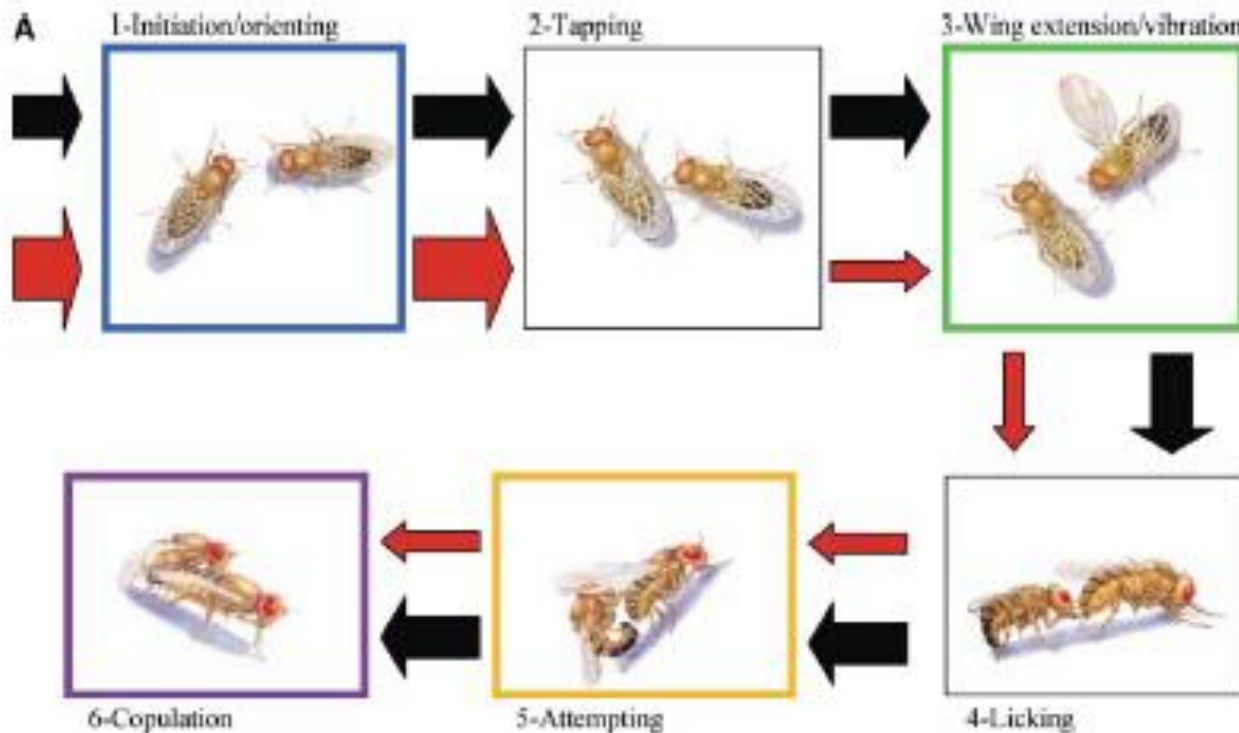 A
1-Initiation/orienting
2-Tapping
3-Wing extension/vibration
6-Copulation
5-Attempting
4-Licking